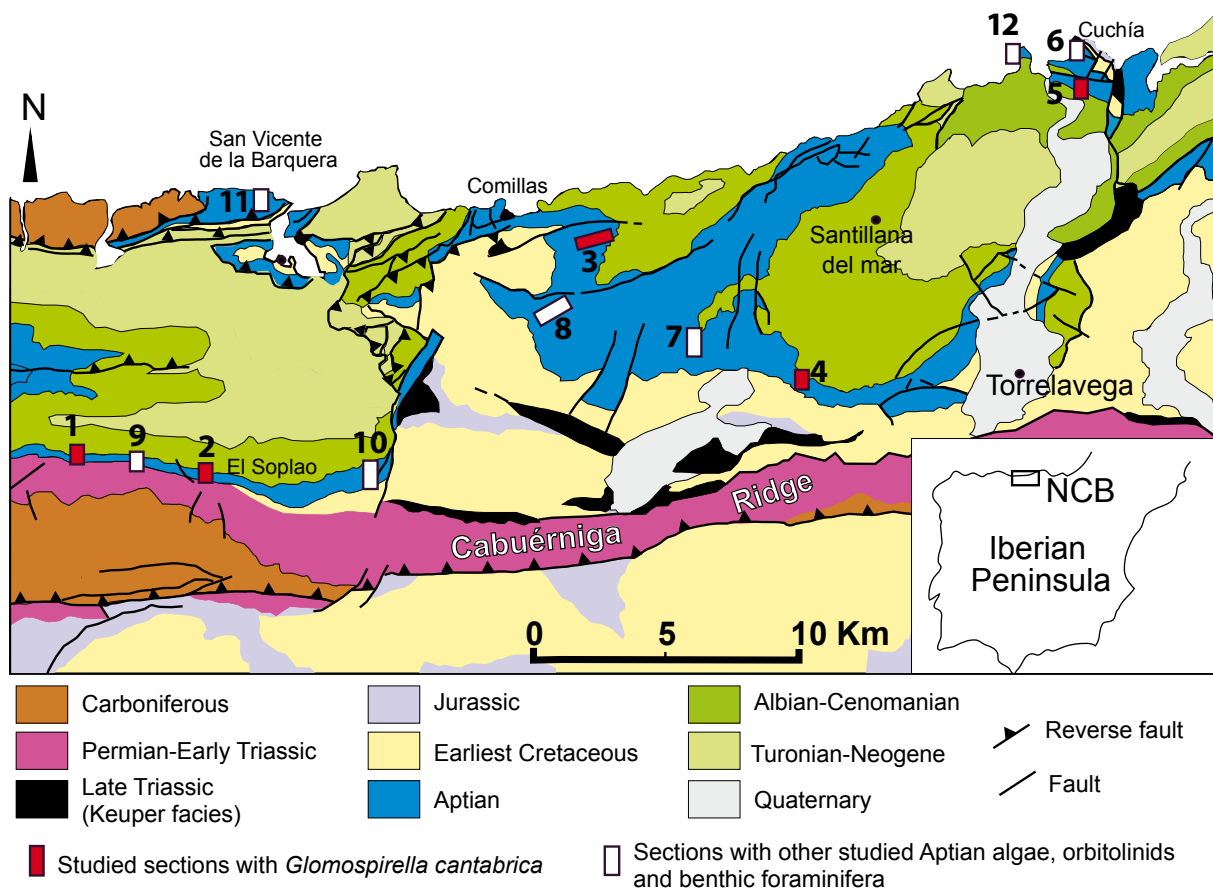 12
6
Cuchía
5
N
San Vicente
de la Barquera
11
Comillas
3
Santillana
del mar
8
7
4
Torrelavega
1
9
2
El Soplao
10
Cabuérniga Ridge
NCB
Iberian
Peninsula
0 5 10 Km
Carboniferous
Jurassic
Albian-Cenomanian
Reverse fault
Permian-Early Triassic
Earliest Cretaceous
Turonian-Neogene
Late Triassic
(Keuper facies)
Aptian
Quaternary
Fault
Studied sections with Glomospirella cantabrica
Sections with other studied Aptian algae, orbitolinids
and benthic foraminifera